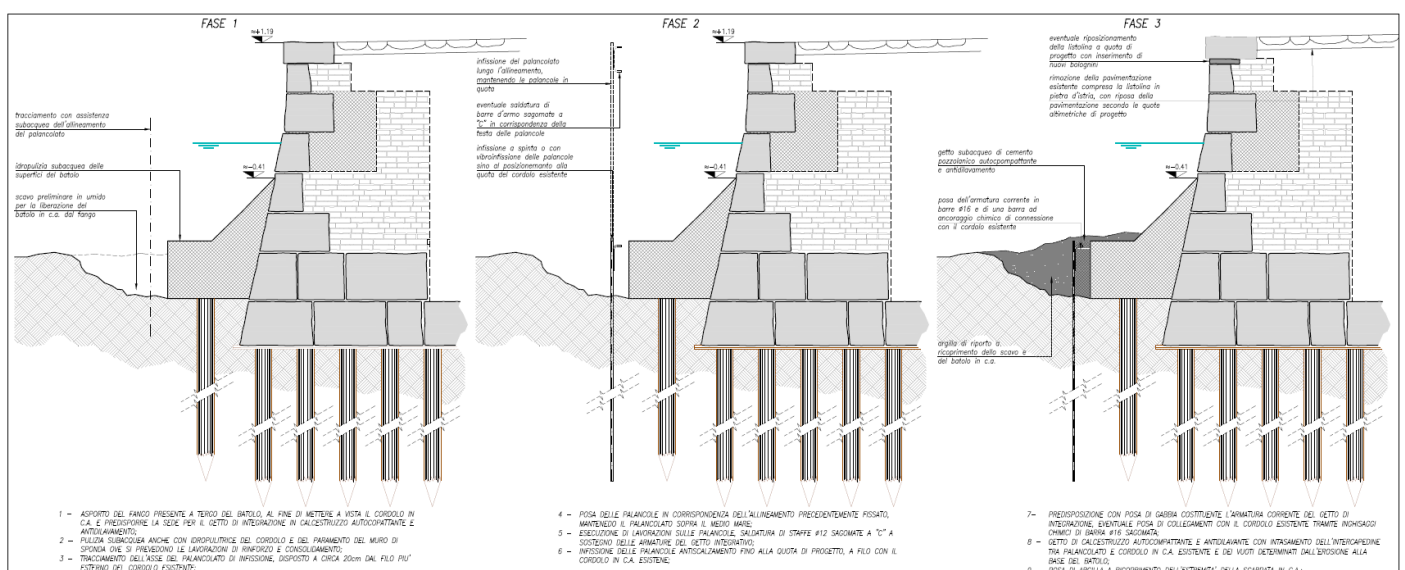 FASE 1
≈+1.19
tracciamento con assistenza
subacquea dell'allineamento
del palancolato
idropulizia subacquea delle
superfici del batolo
scavo preliminare in umido
per la liberazione del
batolo in c.a. dal fango
≈-0.41
1 - ASPORTO DEL FANGO PRESENTE A TERGO DEL BATOLO, AL FINE DI METTERE A VISTA IL CORDOLO IN
C.A. E PREDISPORRE LA SEDE PER IL GETTO DI INTEGRAZIONE IN CALCESTRUZZO AUTOCOPATTANTE E
ANTIDILAVAMENTO;
2 - PULIZIA SUBACQUEA ANCHE CON IDROPULITRICE DEL CORDOLO E DEL PARAMENTO DEL MURO DI
SPONDA OVE SI PREVEDONO LE LAVORAZIONI DI RINFORZO E CONSOLIDAMENTO;
3 - TRACCIAMENTO DELL'ASSE DEL PALANCOLATO DI INFISSIONE, DISPOSTO A CIRCA 20cm DAL FILO PIU'
ESTERNO DEL CORDOLO ESISTENTE;
FASE 2
≈+1.19
infissione del palancolato
lungo l'allineamento,
mantenendo le palancole in
quota
eventuale saldatura di
barre d'armo sagomate a
"C" in corrispondenza della
testa delle palancole
infissione a spinta o con
vibroinfissione delle palancole
sino al posizionemanto alla
quota del cordolo esistente
≈-0.41
4 - POSA DELLE PALANCOLE IN CORRISPONDENZA DELL'ALLINEAMENTO PRECEDENTEMENTE FISSATO,
MANTENEDO IL PALANCOLATO SOPRA IL MEDIO MARE;
5 - ESECUZIONE DI LAVORAZIONI SULLE PALANCOLE, SALDATURA DI STAFFE #12 SAGOMATE A "C" A
SOSTEGNO DELLE ARMATURE DEL GETTO INTEGRATIVO;
6 - INFISSIONE DELLE PALANCOLE ANTISCALZAMENTO FINO ALLA QUOTA DI PROGETTO, A FILO CON IL
CORDOLO IN C.A. ESISTENE;
FASE 3
eventuale riposizionamento
della listolina a quota di
progetto con inserimento di
nuovi bolognini
rimozione della pavimentazione
esistente compresa la listolina in
pietra d'istria, con riposa della
pavimentazione secondo le quote
altimetriche di progetto
getto subacqueo di cemento
pozzolanico autocpompattante
e antidilavamento
≈-0.41
posa dell'armatura corrente in
barre #16 e di una barra ad
ancoraggio chimico di connessione
con il cordolo esistente
argilla di riporto a
ricoprimento dello scavo e
del batolo in c.a.
7- PREDISPOSIZIONE CON POSA DI GABBIA COSTITUENTE L'ARMATURA CORRENTE DEL GETTO DI
INTEGRAZIONE, EVENTUALE POSA DI COLLEGAMENTI CON IL CORDOLO ESISTENTE TRAMITE INGHISAGGI
CHIMICI DI BARRA #16 SAGOMATA;
8 - GETTO DI CALCESTRUZZO AUTOCOMPATTANTE E ANTIDILAVANTE CON INTASAMENTO DELL'INTERCAPEDINE
TRA PALANCOLATO E CORDOLO IN C.A. ESISTENTE E DEI VUOTI DETERMINATI DALL'EROSIONE ALLA
BASE DEL BATOLO;
9 - POSA DI ARGILLA A RICOPRIMENTO DELL'ESTREMITA' DELLA SCARPATA IN C.A.;